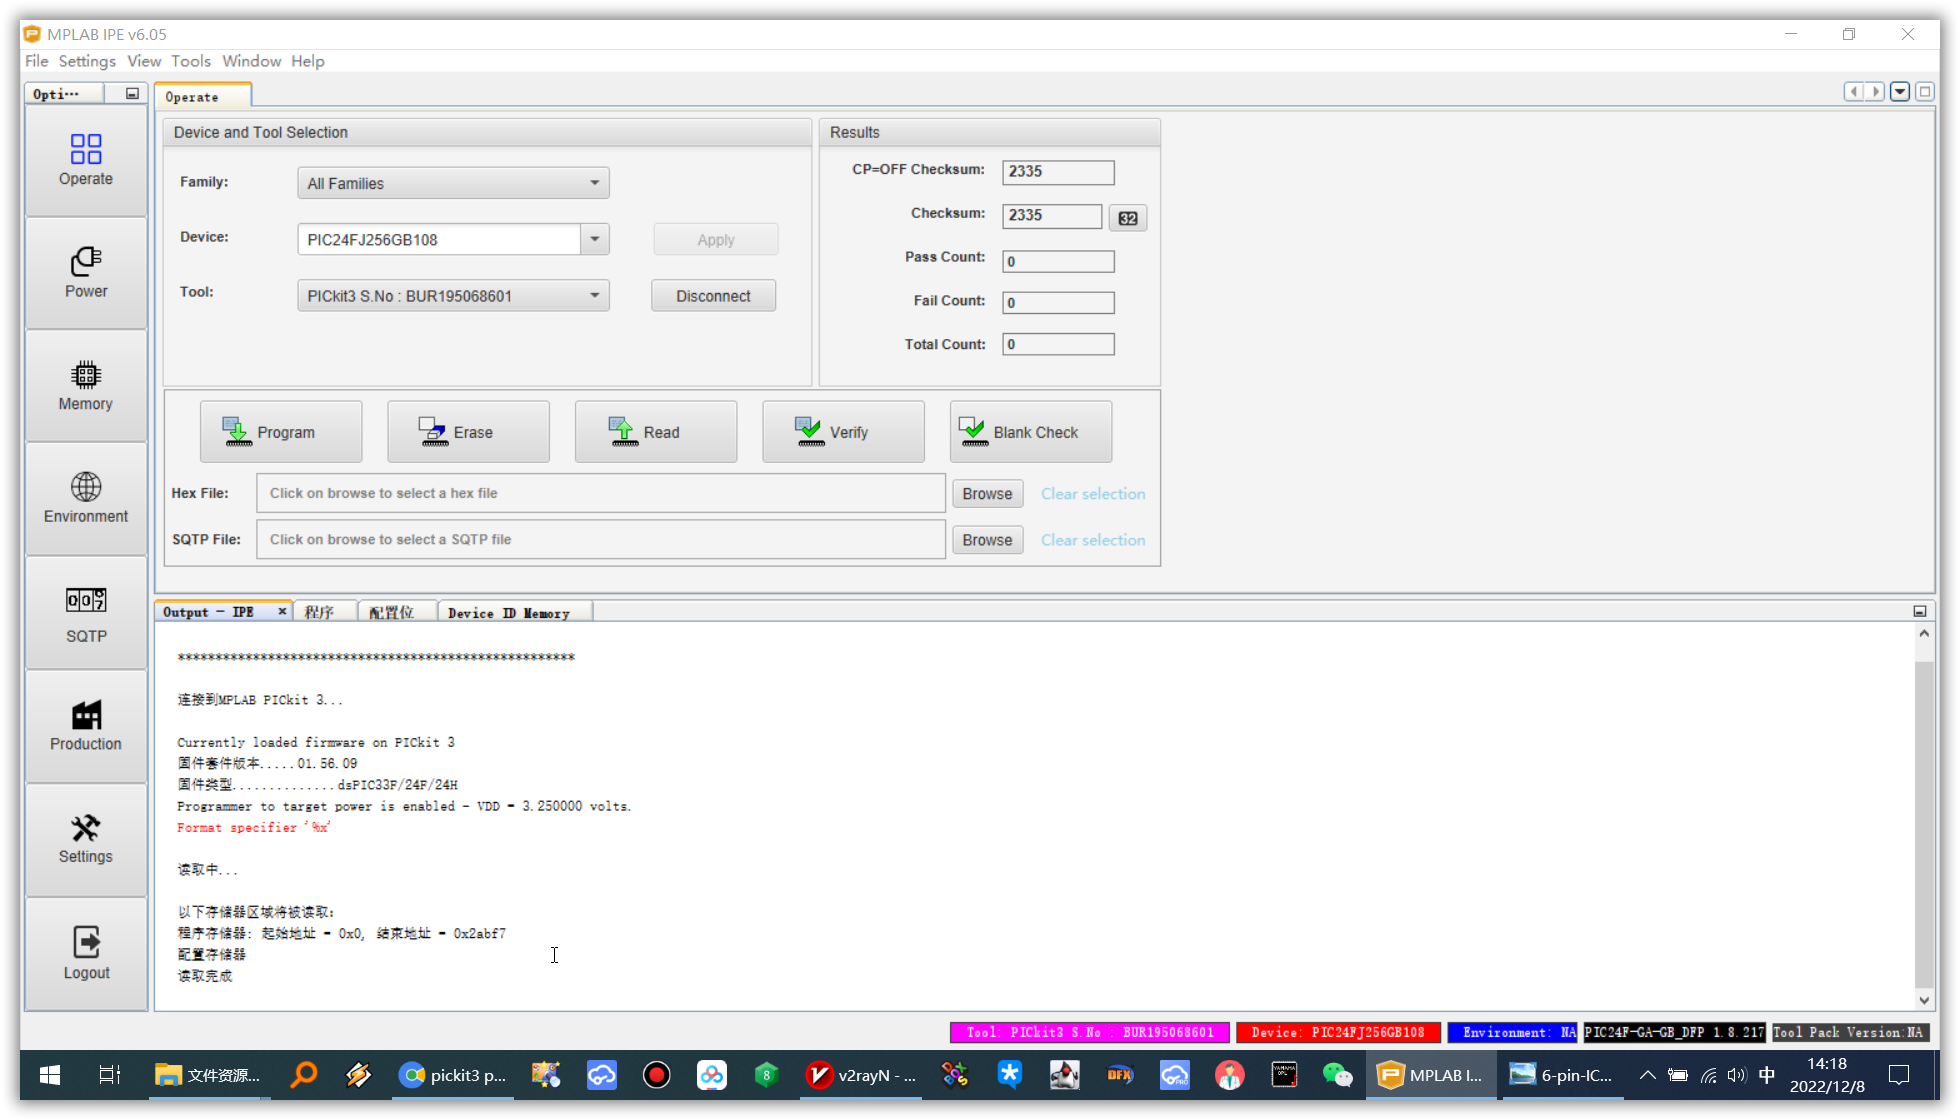 MPLAB IPE v6.05
File Settings View Tools Window Help
Opti···
Operate
Operate
Power
Memory
Environment
SQTP
Production
Settings
Logout
Device and Tool Selection
Family:
All Families
Device:
PIC24FJ256GB108
Apply
Tool:
PICkit3 S.No : BUR195068601
Disconnect
Results
CP=OFF Checksum:
2335
Checksum:
2335
32
Pass Count:
0
Fail Count:
0
Total Count:
0
Program
Erase
Read
Verify
Blank Check
Hex File:
Click on browse to select a hex file
Browse
Clear selection
SQTP File:
Click on browse to select a SQTP file
Browse
Clear selection
Output - IPE ×
程序
配置位
Device ID Memory
*****************************************************
连接到MPLAB PICkit 3...
Currently loaded firmware on PICkit 3
固件套件版本.....01.56.09
固件类型..............dsPIC33F/24F/24H
Programmer to target power is enabled - VDD = 3.250000 volts.
Format specifier '%x'
读取中...
以下存储器区域将被读取:
程序存储器: 起始地址 = 0x0, 结束地址 = 0x2abf7
配置存储器
读取完成
Tool: PICkit3 S.No : BUR195068601
Device: PIC24FJ256GB108
Environment: NA
PIC24F-GA-GB_DFP 1.8.217
Tool Pack Version:NA
文件资源...
pickit3 p...
8
v2rayN - ...
DFX
PRO
YAMAHA
OPL
MPLAB I...
6-pin-IC...
中
14:18
2022/12/8